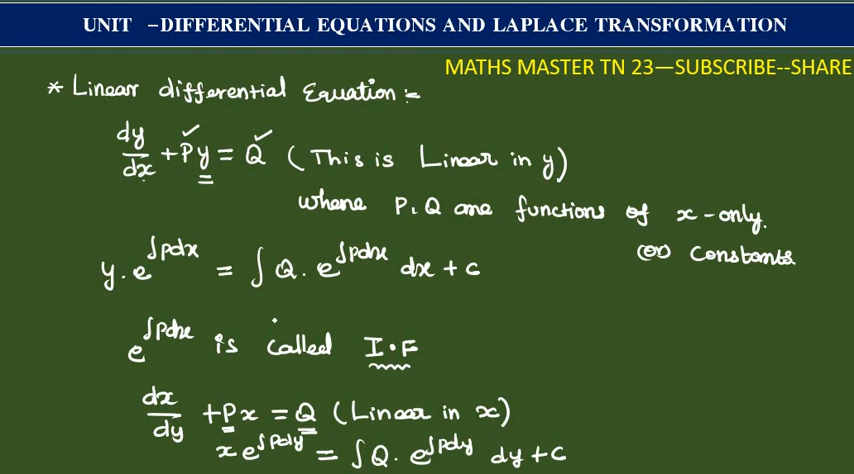 UNIT –DIFFERENTIAL EQUATIONS AND LAPLACE TRANSFORMATION
MATHS MASTER TN 23—SUBSCRIBE--SHARE
* Linear differential Equation :-
dy/dx + Py = Q (This is Linear in y)
where P, Q are functions of x-only.
(or) constants
y. e^∫pdx = ∫ Q. e^∫pdx dx + c
e^∫pdx is called I.F
dx/dy + Px = Q (Linear in x)
x e^∫pdy = ∫ Q. e^∫pdy dy + c